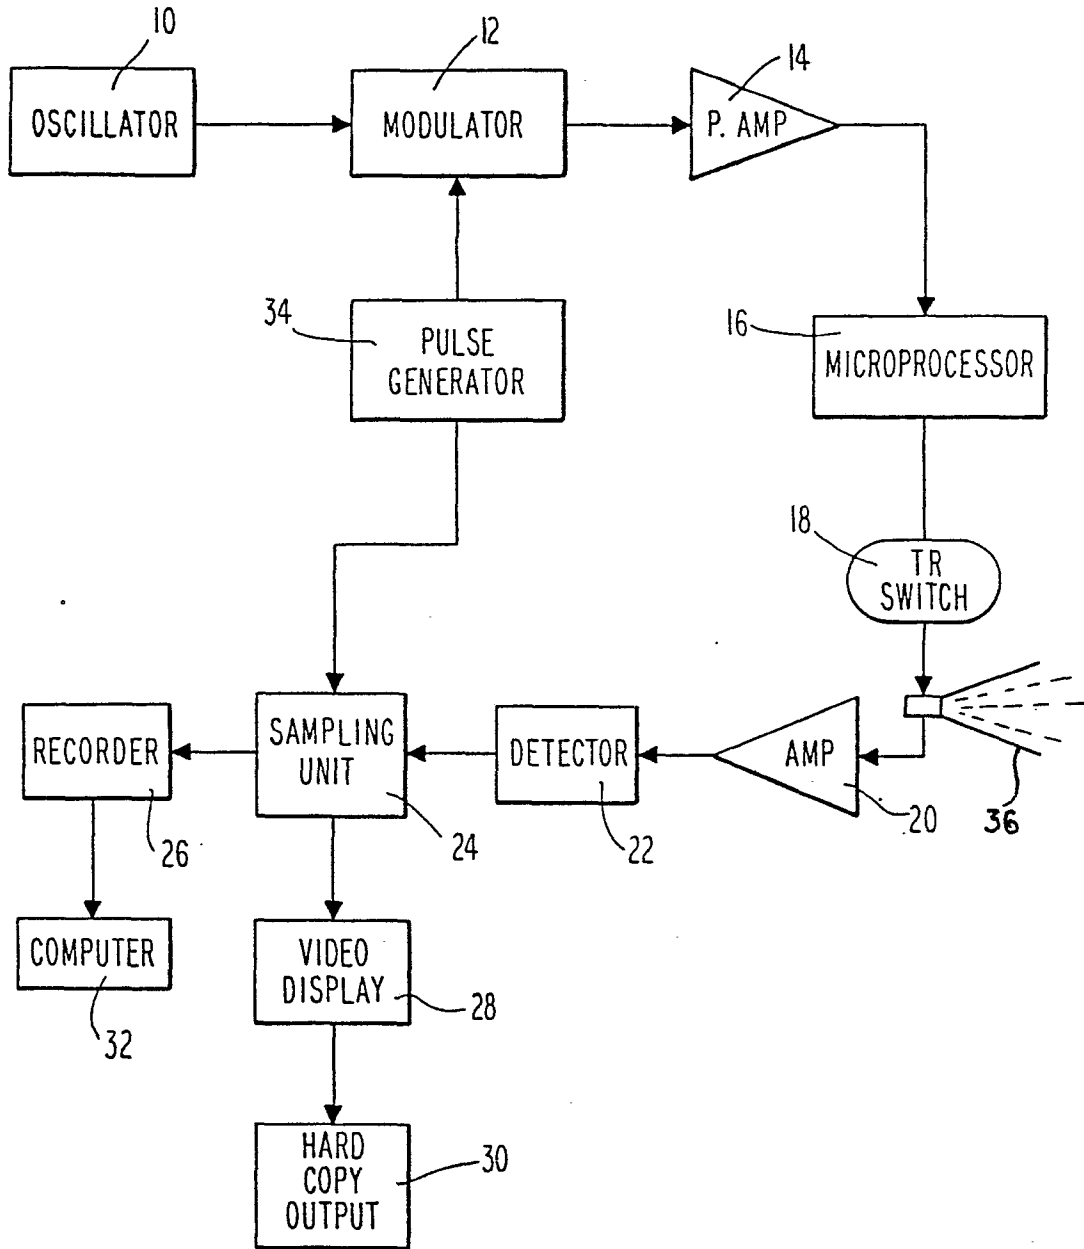 10
12
14
OSCILLATOR
MODULATOR
P. AMP
34
PULSE
GENERATOR
16
MICROPROCESSOR
18
TR
SWITCH
RECORDER
SAMPLING
UNIT
DETECTOR
AMP
26
24
22
20
36
COMPUTER
32
VIDEO
DISPLAY
28
HARD
COPY
OUTPUT
30